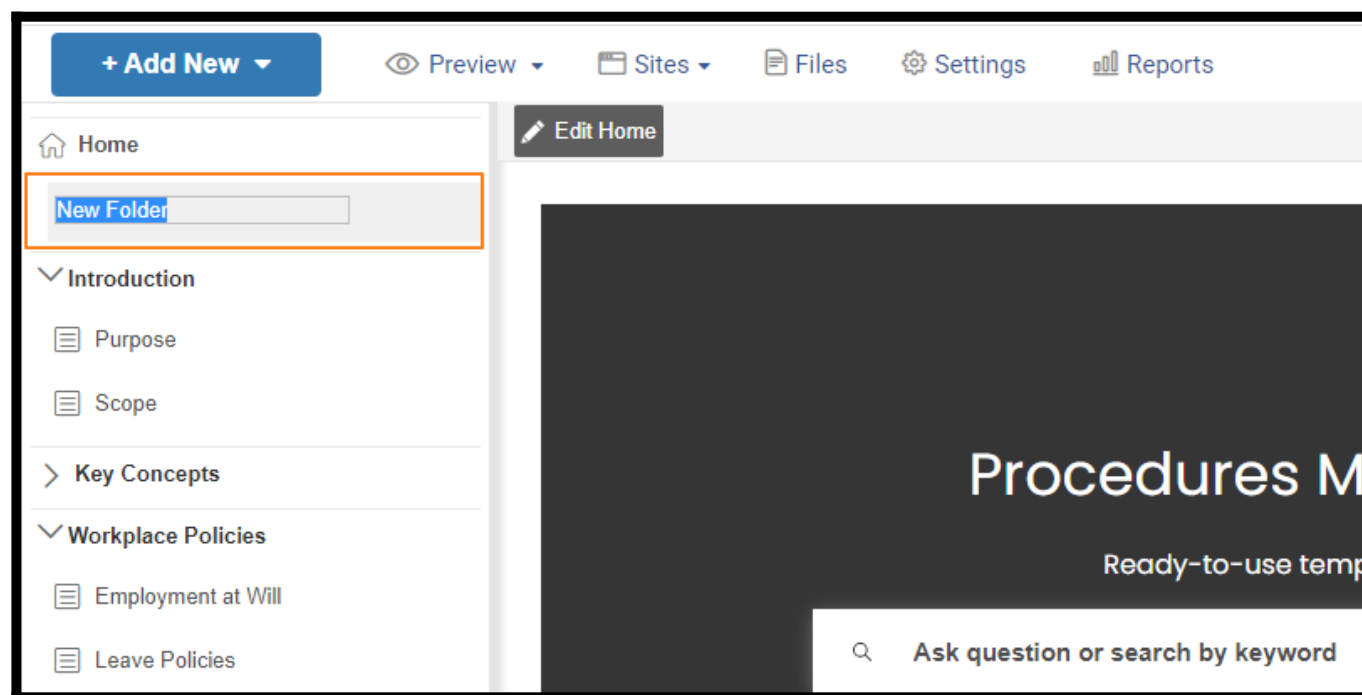 + Add New
Preview
Sites
Files
Settings
Reports
Home
Edit Home
New Folder
Introduction
Purpose
Scope
Key Concepts
Procedures M
Workplace Policies
Ready-to-use temp
Employment at Will
Leave Policies
Ask question or search by keyword